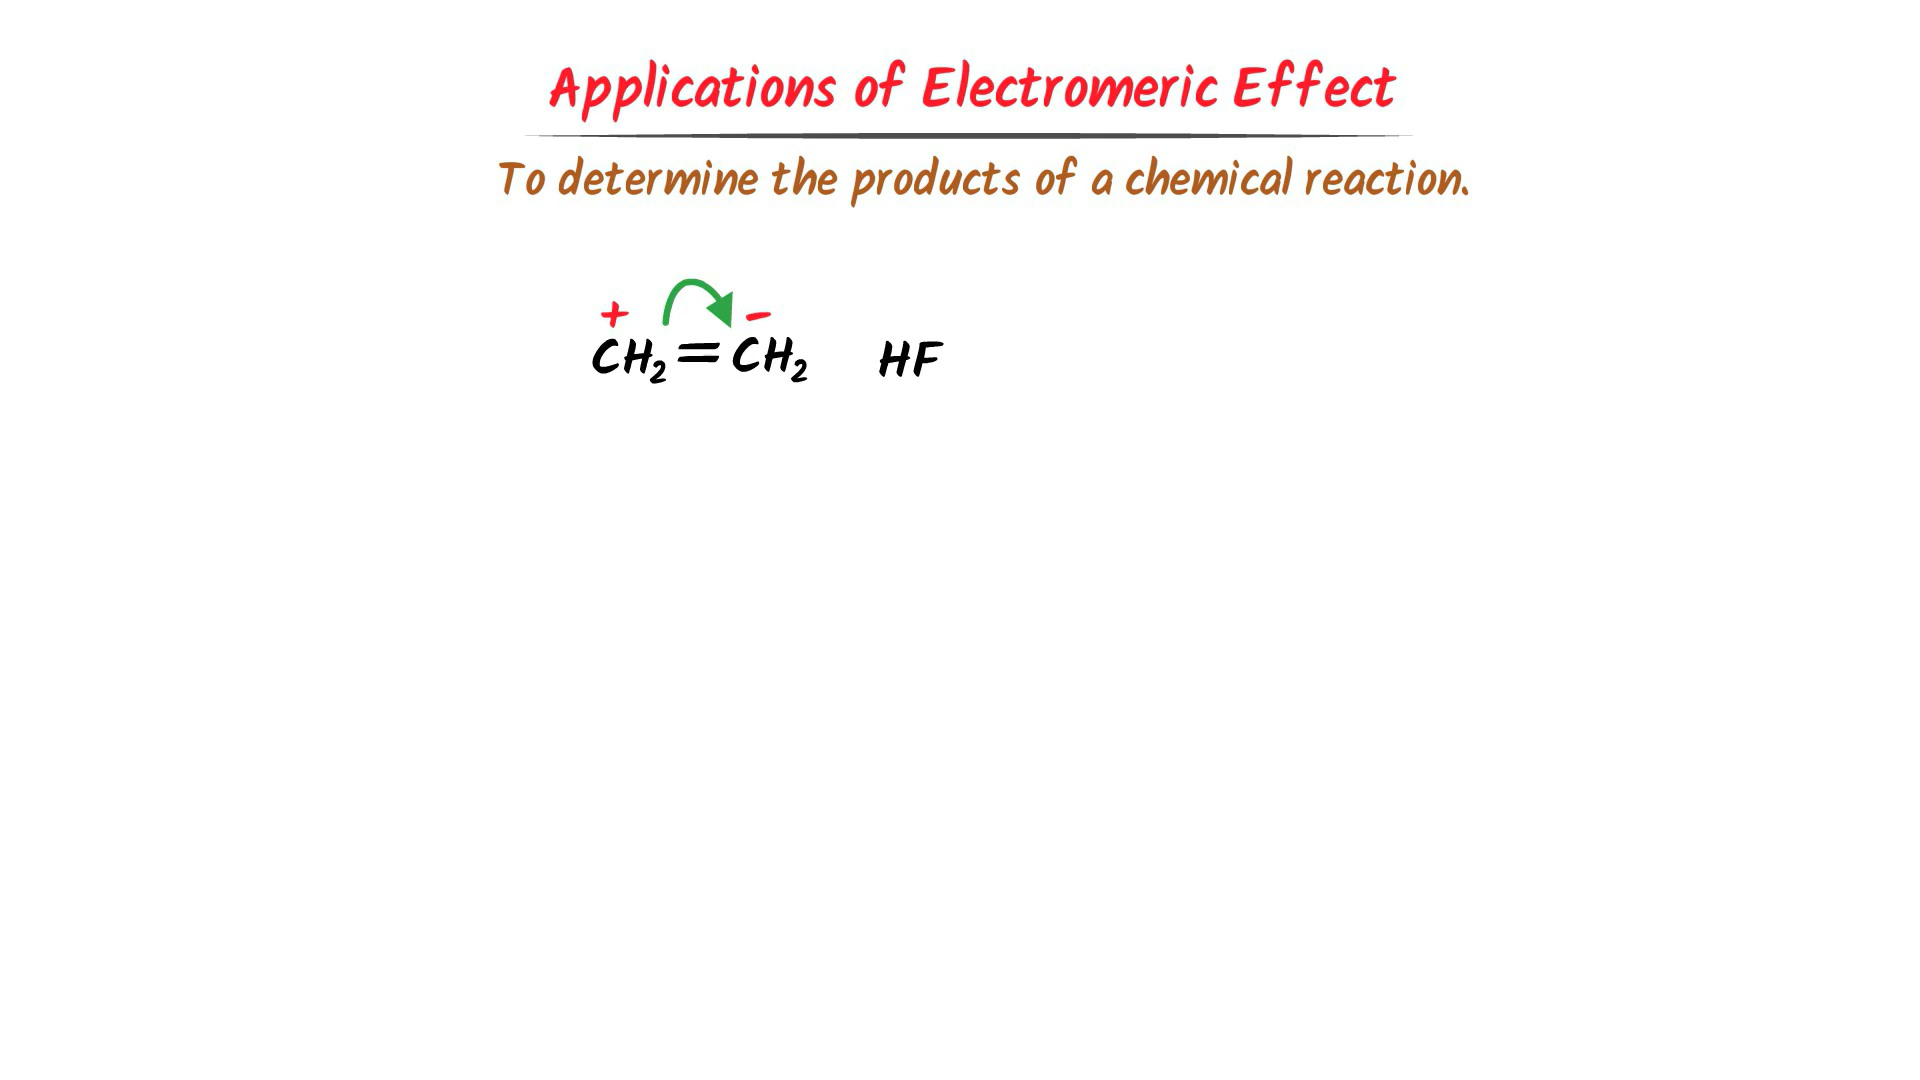 Applications of Electromeric Effect
To determine the products of a chemical reaction.
+ -
CH₂=CH₂ HF